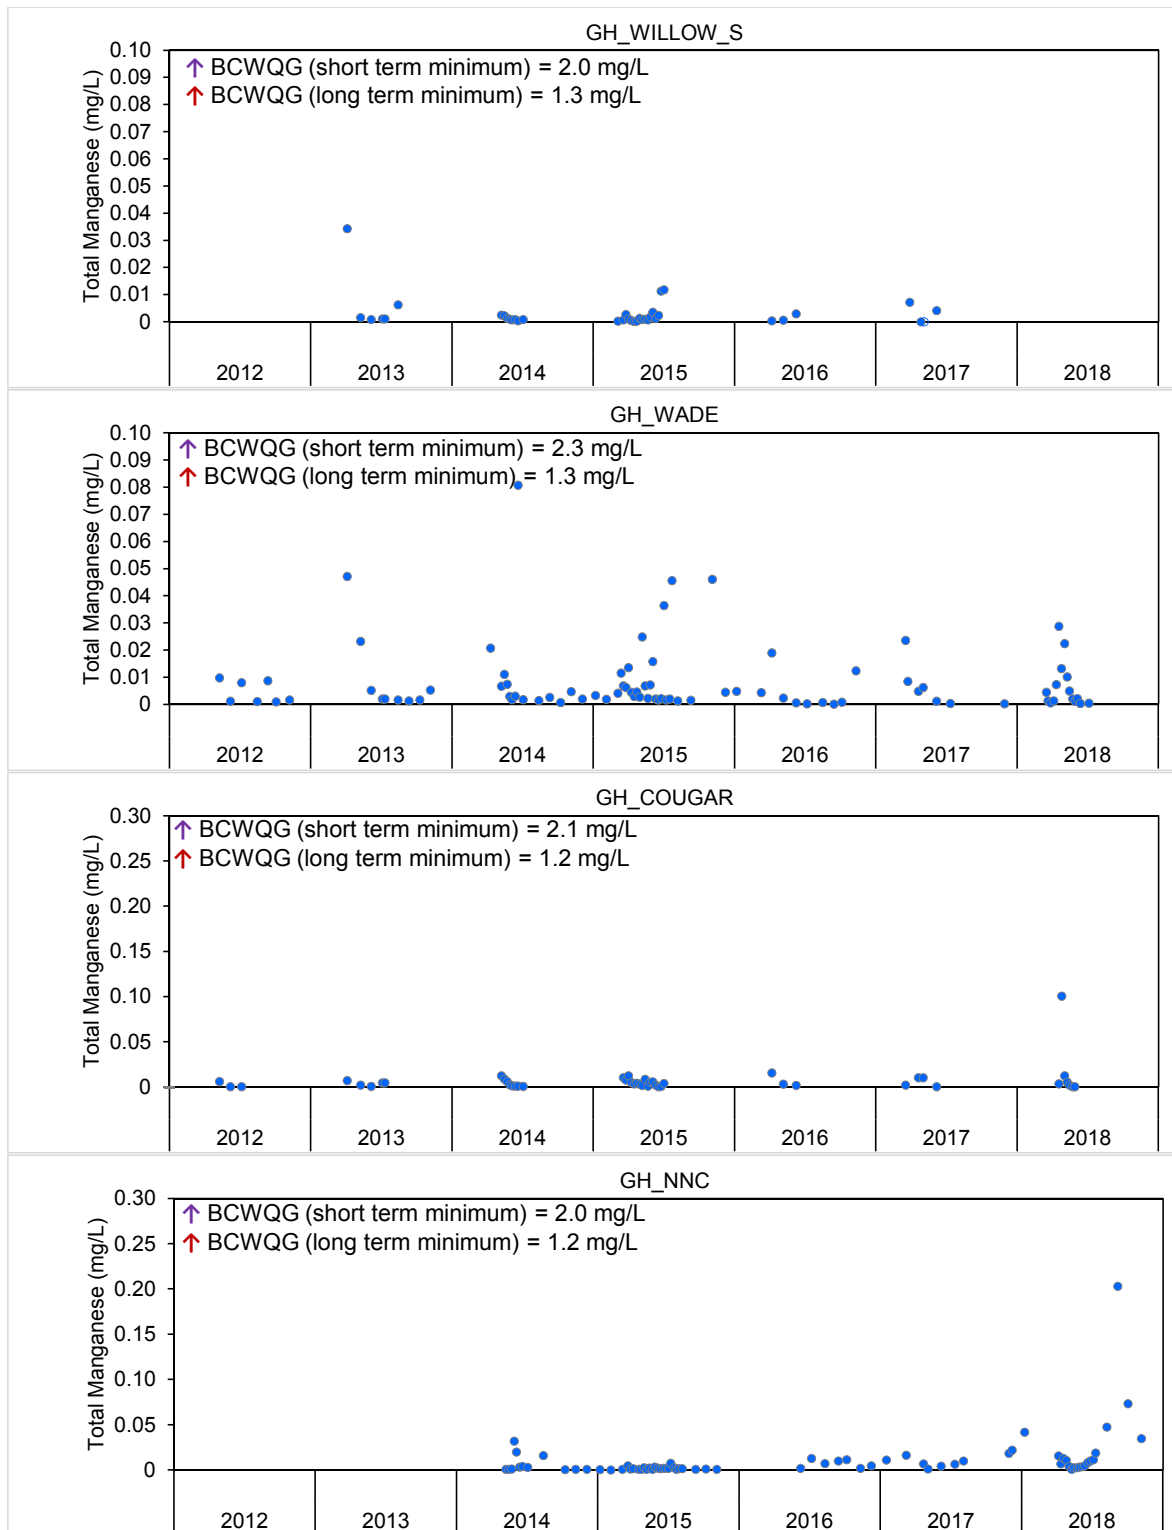 GH_WILLOW_S
Total Manganese (mg/L)
0.10
0.09
0.08
0.07
0.06
0.05
0.04
0.03
0.02
0.01
0
↑ BCWQG (short term minimum) = 2.0 mg/L
↑ BCWQG (long term minimum) = 1.3 mg/L
2012 2013 2014 2015 2016 2017 2018
GH_WADE
Total Manganese (mg/L)
0.10
0.09
0.08
0.07
0.06
0.05
0.04
0.03
0.02
0.01
0
↑ BCWQG (short term minimum) = 2.3 mg/L
↑ BCWQG (long term minimum) = 1.3 mg/L
2012 2013 2014 2015 2016 2017 2018
GH_COUGAR
Total Manganese (mg/L)
0.30
0.25
0.20
0.15
0.10
0.05
0
↑ BCWQG (short term minimum) = 2.1 mg/L
↑ BCWQG (long term minimum) = 1.2 mg/L
2012 2013 2014 2015 2016 2017 2018
GH_NNC
Total Manganese (mg/L)
0.30
0.25
0.20
0.15
0.10
0.05
0
↑ BCWQG (short term minimum) = 2.0 mg/L
↑ BCWQG (long term minimum) = 1.2 mg/L
2012 2013 2014 2015 2016 2017 2018